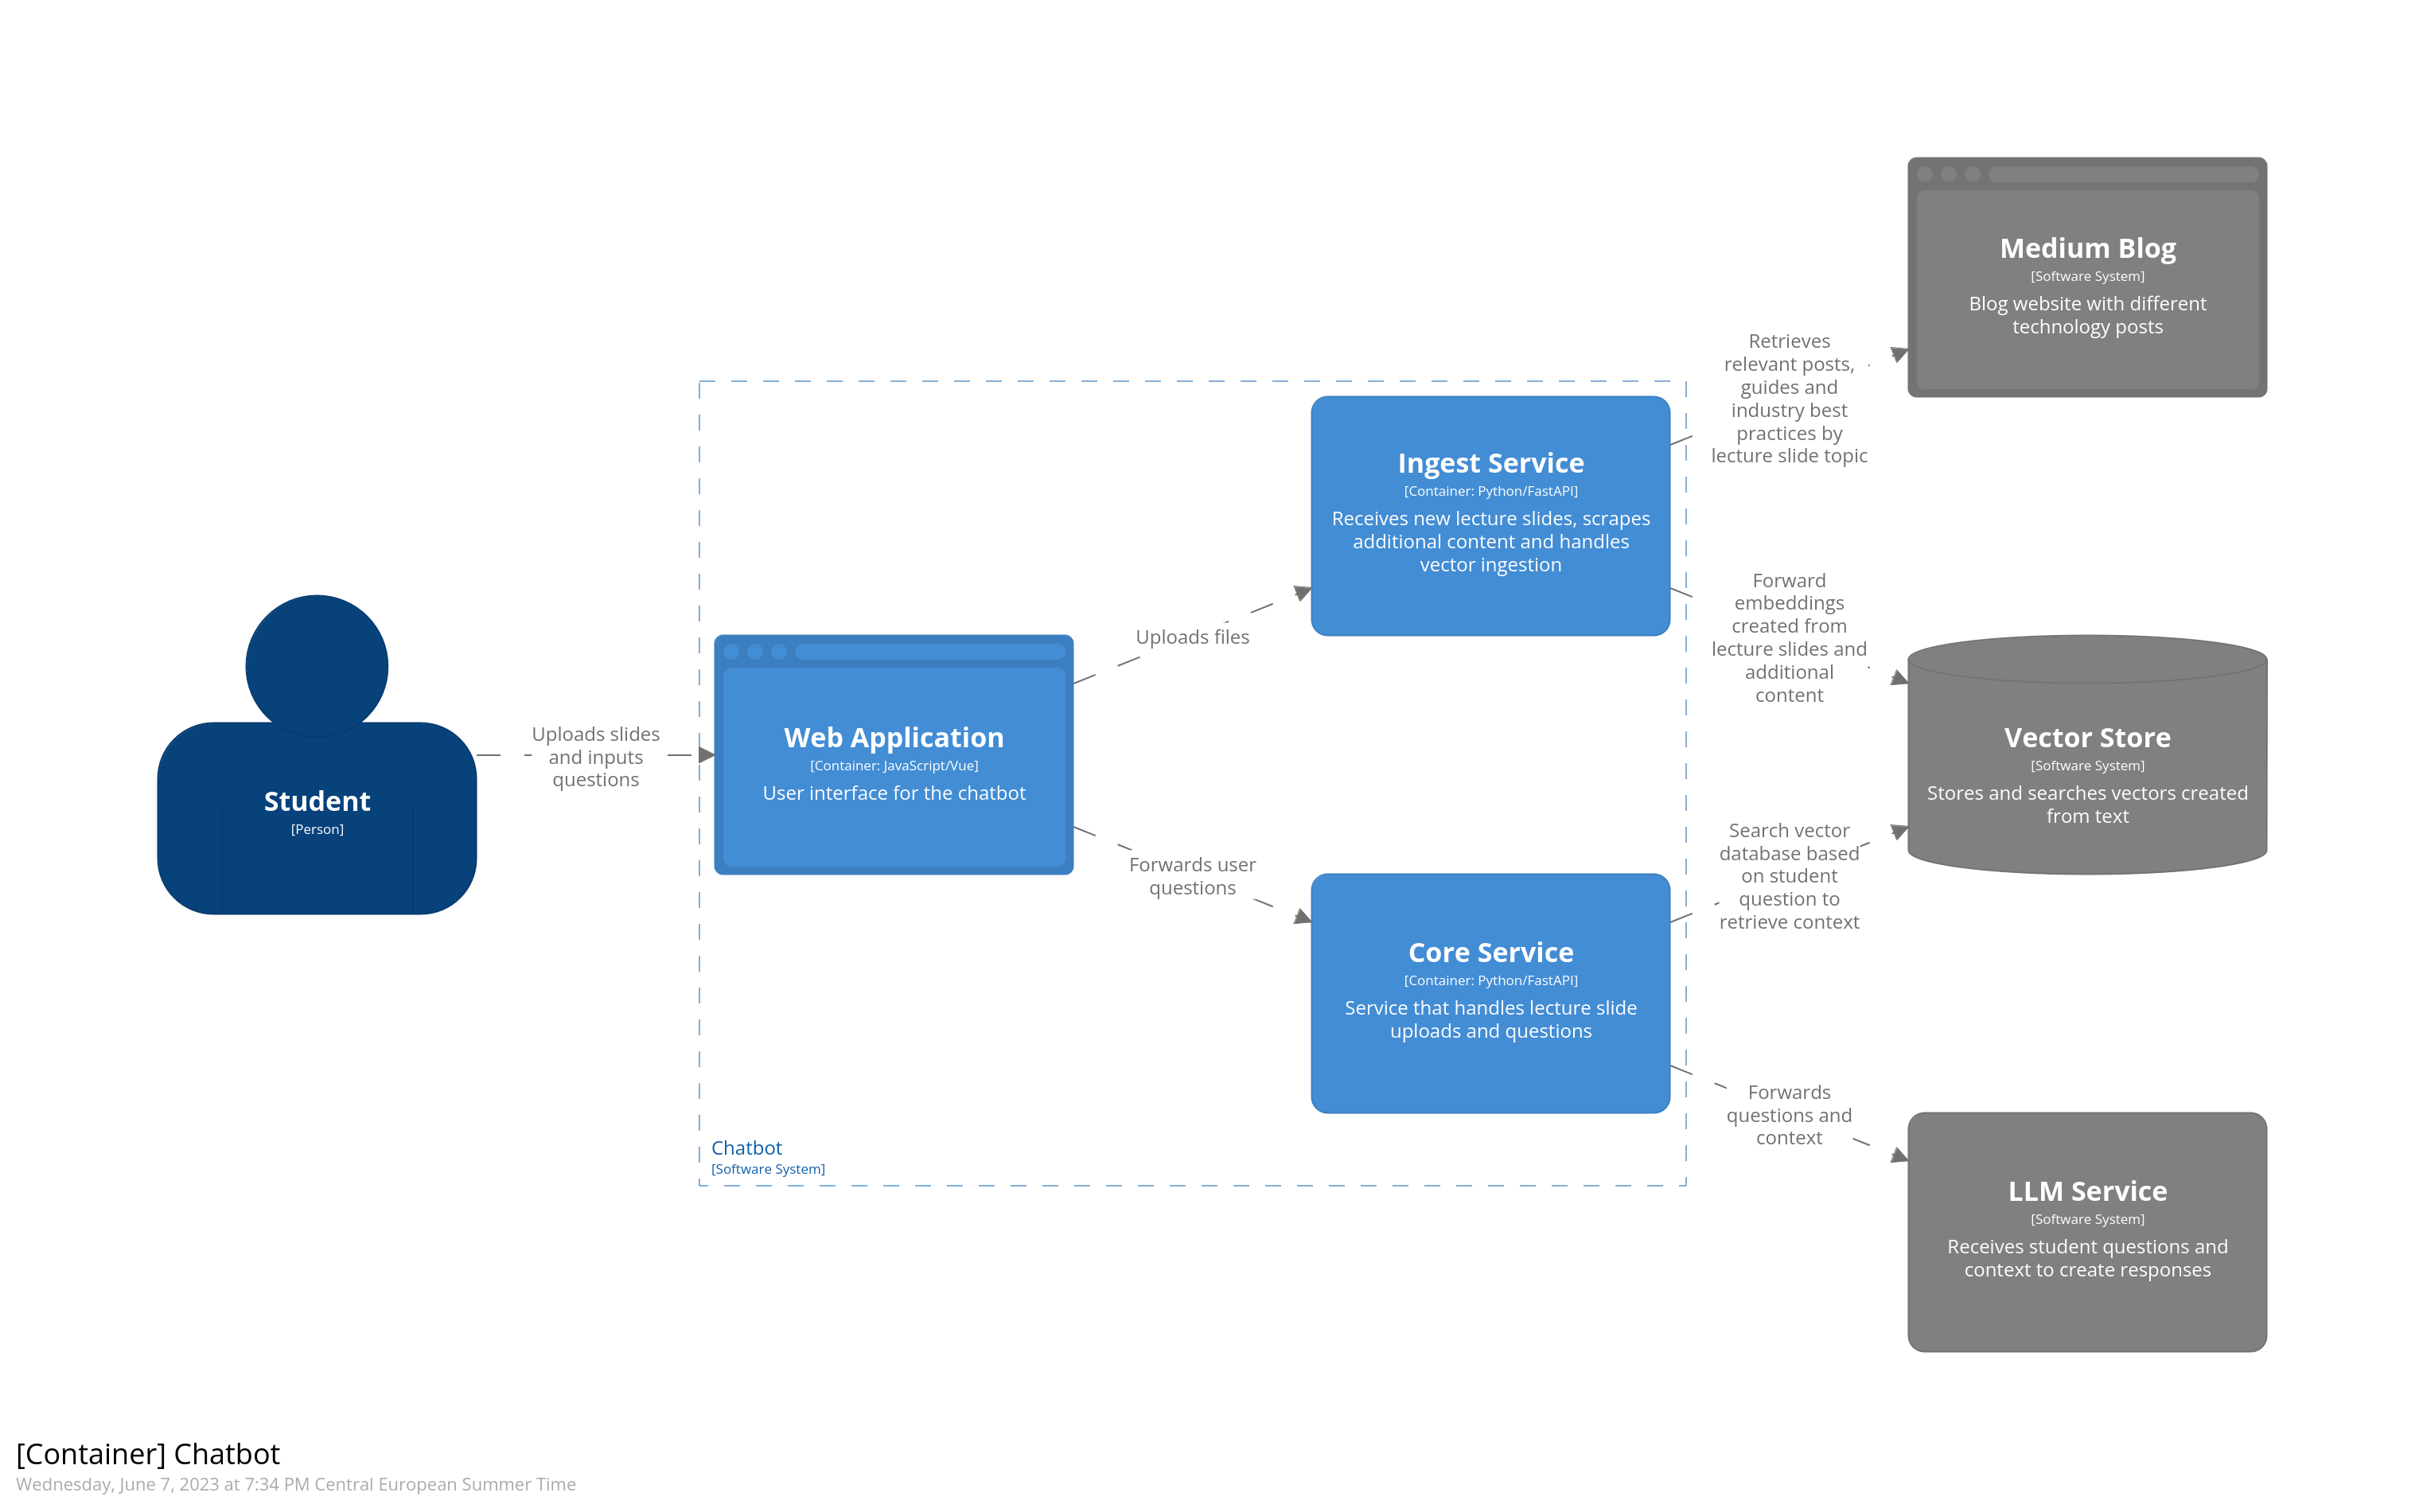 Medium Blog
[Software System]
Blog website with different
technology posts
Retrieves
relevant posts,
guides and
industry best
practices by
lecture slide topic
Ingest Service
[Container: Python/FastAPI]
Receives new lecture slides, scrapes
additional content and handles
vector ingestion
Forward
embeddings
created from
lecture slides and
additional
content
Uploads files
Uploads slides
and inputs
questions
Web Application
[Container: JavaScript/Vue]
User interface for the chatbot
Vector Store
[Software System]
Stores and searches vectors created
from text
Student
[Person]
Search vector
database based
on student
question to
retrieve context
Forwards user
questions
Core Service
[Container: Python/FastAPI]
Service that handles lecture slide
uploads and questions
Forwards
questions and
context
Chatbot
[Software System]
LLM Service
[Software System]
Receives student questions and
context to create responses
[Container] Chatbot
Wednesday, June 7, 2023 at 7:34 PM Central European Summer Time